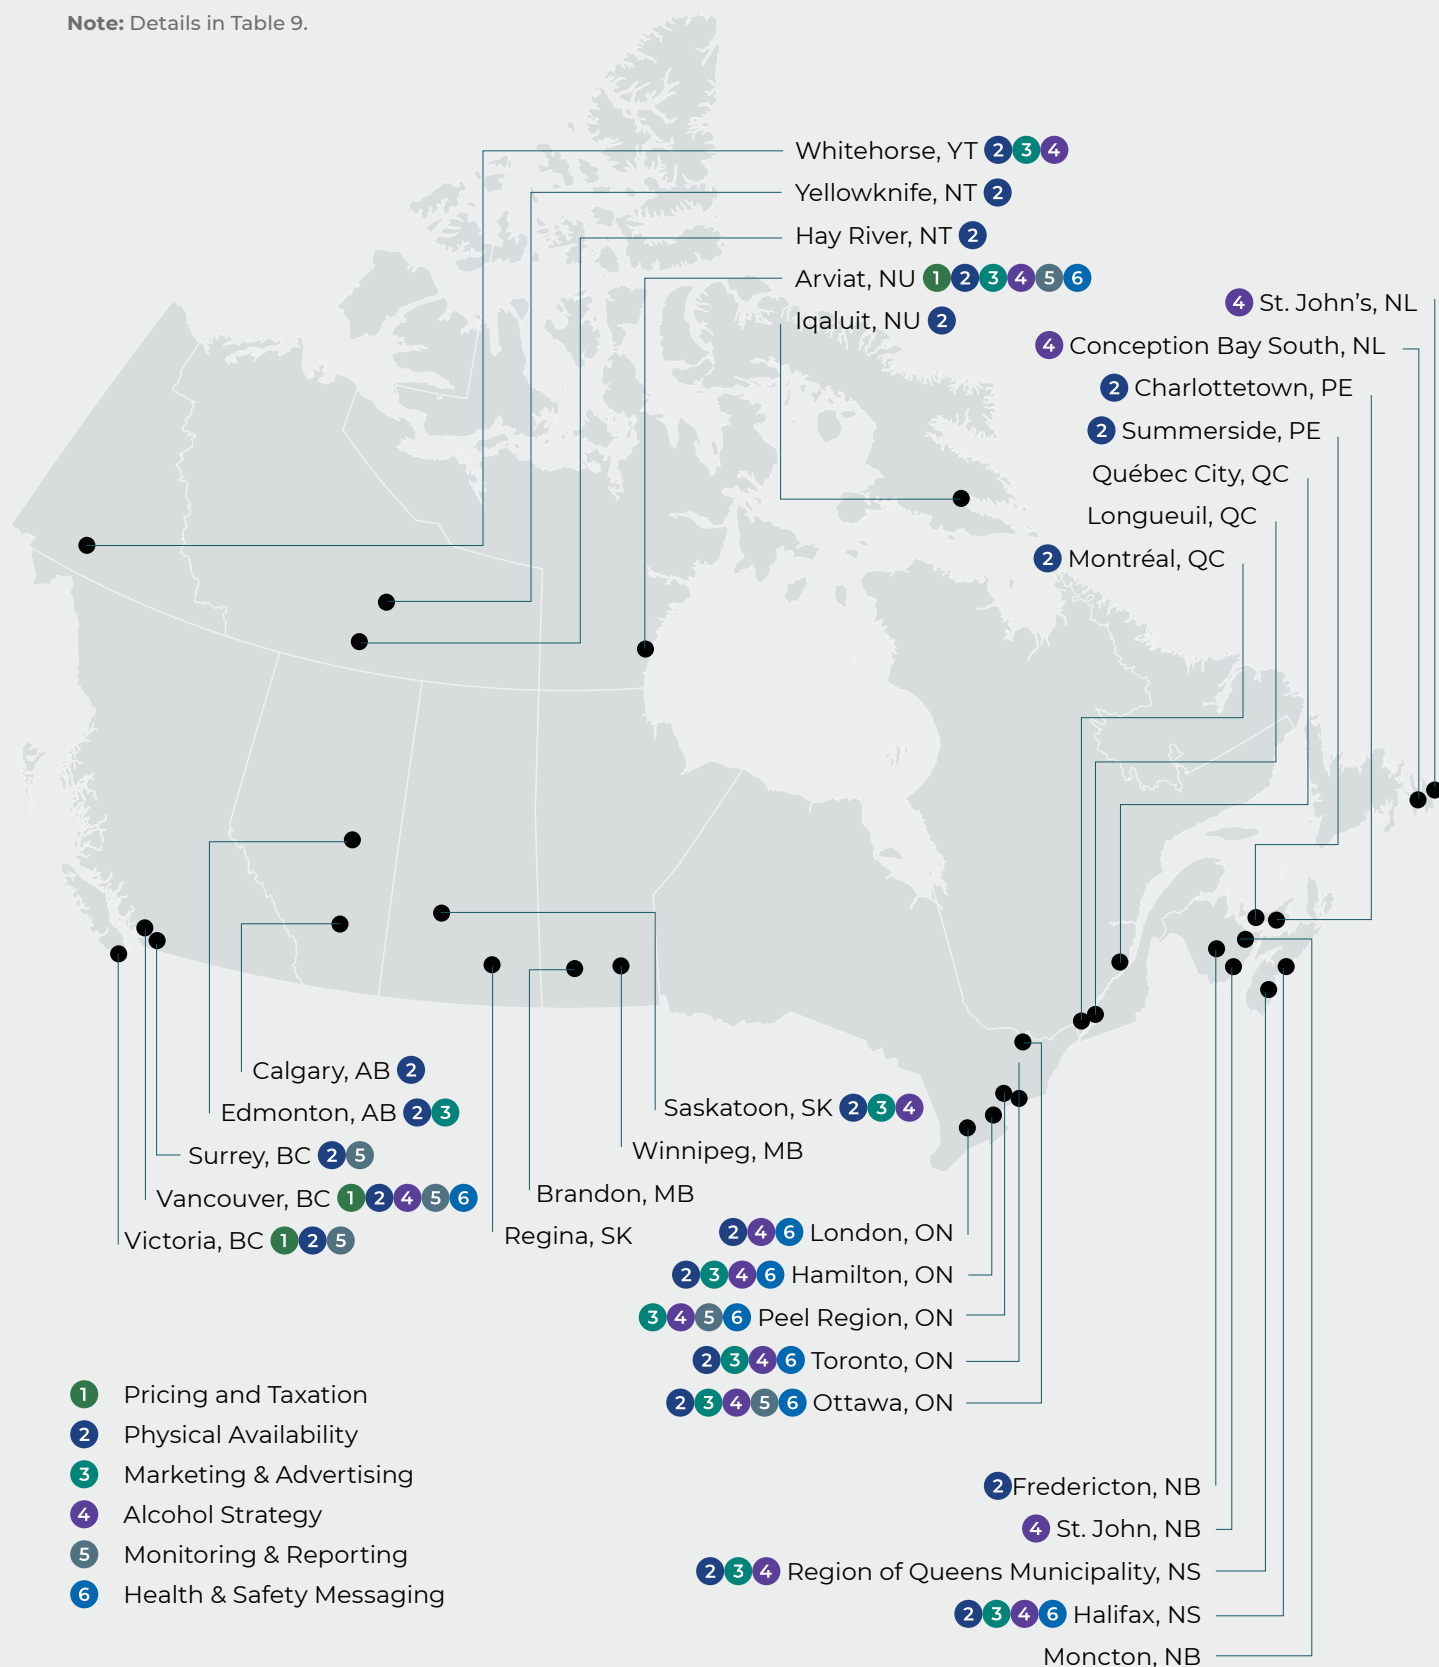 Note: Details in Table 9.
Whitehorse, YT 2 3 4
Yellowknife, NT 2
Hay River, NT 2
Arviat, NU 1 2 3 4 5 6
Iqaluit, NU 2
4 St. John’s, NL
4 Conception Bay South, NL
2 Charlottetown, PE
2 Summerside, PE
Québec City, QC
Longueuil, QC
2 Montréal, QC
Calgary, AB 2
Edmonton, AB 2 3
Surrey, BC 2 5
Vancouver, BC 1 2 4 5 6
Victoria, BC 1 2 5
Saskatoon, SK 2 3 4
Winnipeg, MB
Brandon, MB
Regina, SK
2 4 6 London, ON
2 3 4 6 Hamilton, ON
3 4 5 6 Peel Region, ON
2 3 4 6 Toronto, ON
2 3 4 5 6 Ottawa, ON
2 Fredericton, NB
4 St. John, NB
2 3 4 Region of Queens Municipality, NS
2 3 4 6 Halifax, NS
Moncton, NB
1 Pricing and Taxation
2 Physical Availability
3 Marketing & Advertising
4 Alcohol Strategy
5 Monitoring & Reporting
6 Health & Safety Messaging